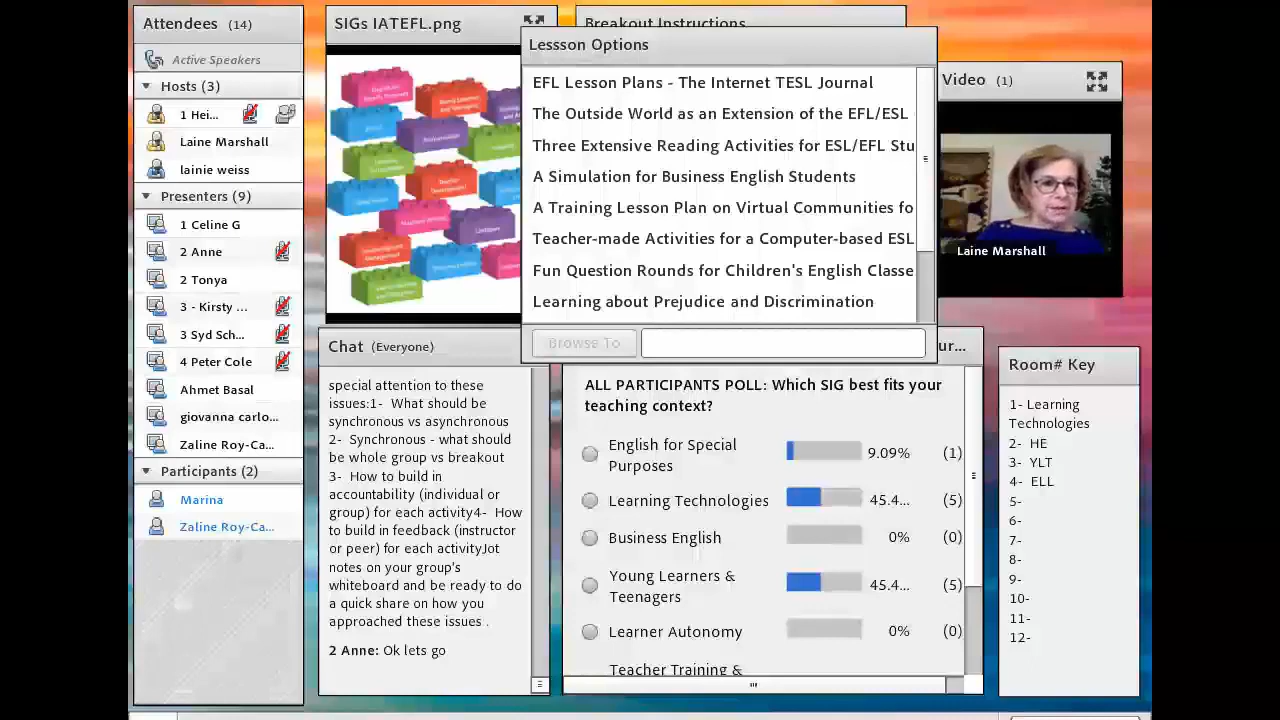 Attendees (14)
Active Speakers
Hosts (3)
1 Hei...
Laine Marshall
lainie weiss
Presenters (9)
1 Celine G
2 Anne
2 Tonya
3 - Kirsty ...
3 Syd Sch...
4 Peter Cole
Ahmet Basal
giovanna carlo...
Zaline Roy-Ca...
Participants (2)
Marina
Zaline Roy-Ca...
SIGs IATEFL.png
Breakout Instructions
Lessson Options
EFL Lesson Plans - The Internet TESL Journal
The Outside World as an Extension of the EFL/ESL
Three Extensive Reading Activities for ESL/EFL Stu
A Simulation for Business English Students
A Training Lesson Plan on Virtual Communities fo
Teacher-made Activities for a Computer-based ESL
Fun Question Rounds for Children's English Classe
Learning about Prejudice and Discrimination
Browse To
Video (1)
Laine Marshall
Chat (Everyone)
special attention to these
issues:1- What should be
synchronous vs asynchronous
2- Synchronous - what should
be whole group vs breakout
3- How to build in
accountability (individual or
group) for each activity4- How
to build in feedback (instructor
or peer) for each activityJot
notes on your group's
whiteboard and be ready to do
a quick share on how you
approached these issues .
2 Anne: Ok lets go
ur...
ALL PARTICIPANTS POLL: Which SIG best fits your
teaching context?
English for Special
Purposes 9.09% (1)
Learning Technologies 45.4... (5)
Business English 0% (0)
Young Learners &
Teenagers 45.4... (5)
Learner Autonomy 0% (0)
Teacher Training &
Room# Key
1- Learning
Technologies
2- HE
3- YLT
4- ELL
5-
6-
7-
8-
9-
10-
11-
12-